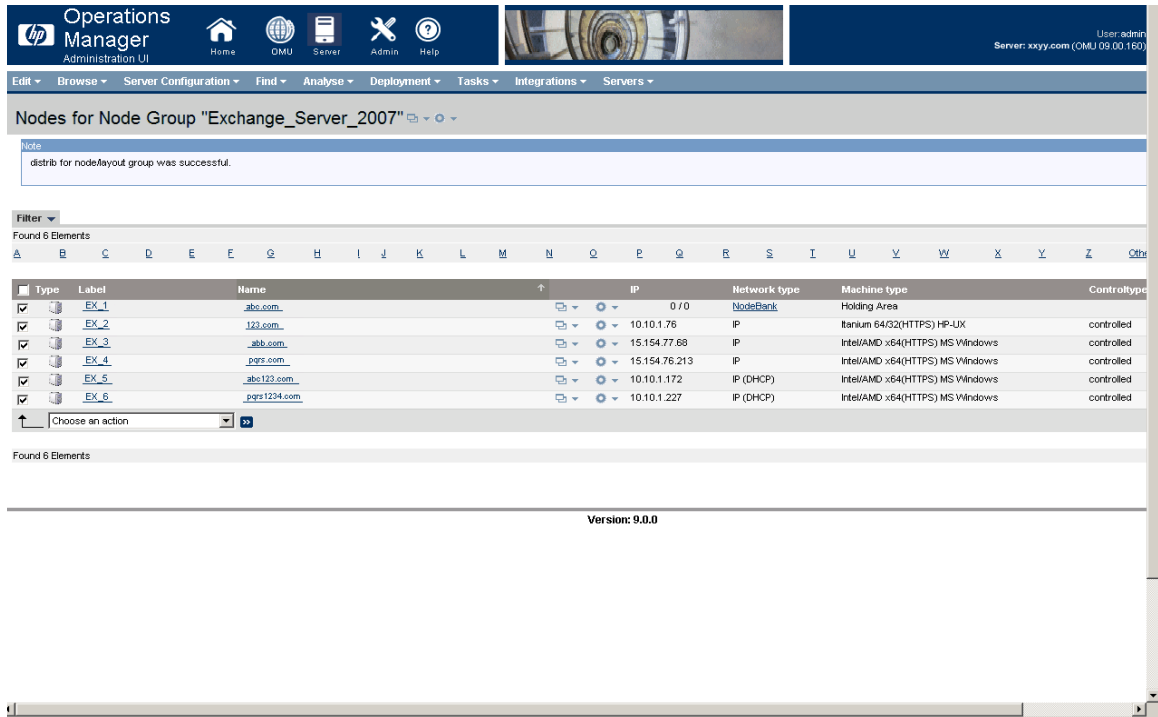 hp
Operations
Manager
Administration UI
Home OMU Server Admin Help
User:admin
Server: xxyy.com (OMU 09.00.160)
Edit Browse Server Configuration Find Analyse Deployment Tasks Integrations Servers
Nodes for Node Group "Exchange_Server_2007"
Note
distrib for node/layout group was successful.
Filter
Found 6 Elements
A B C D E F G H I J K L M N O P Q R S T U V W X Y Z Othe
Type Label Name IP Network type Machine type Controltype
EX_1 abc.com 0 / 0 NodeBank Holding Area
EX_2 123.com 10.10.1.76 IP Itanium 64/32(HTTPS) HP-UX controlled
EX_3 abb.com 15.154.77.68 IP Intel/AMD x64(HTTPS) MS Windows controlled
EX_4 pqrs.com 15.154.76.213 IP Intel/AMD x64(HTTPS) MS Windows controlled
EX_5 abc123.com 10.10.1.172 IP (DHCP) Intel/AMD x64(HTTPS) MS Windows controlled
EX_6 pqrs1234.com 10.10.1.227 IP (DHCP) Intel/AMD x64(HTTPS) MS Windows controlled
Choose an action
Found 6 Elements
Version: 9.0.0